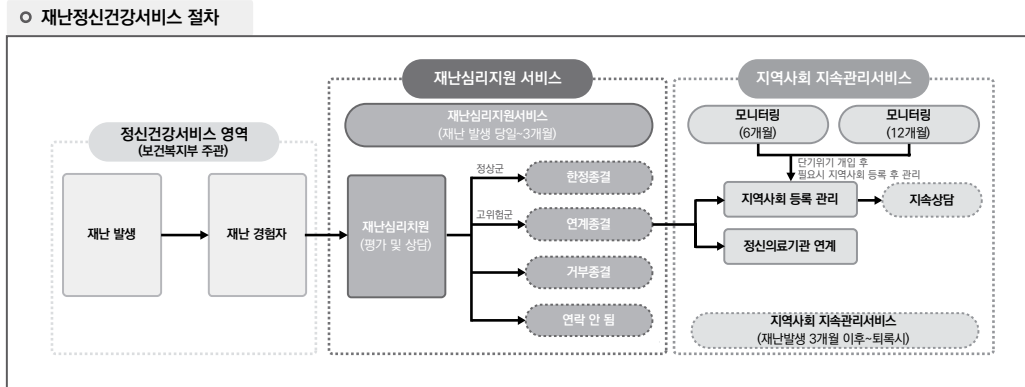 재난정신건강서비스 절차
정신건강서비스 영역
(보건복지부 주관)
재난 발생
재난 경험자
재난심리지원 서비스
재난심리지원서비스
(재난 발생 당일~3개월)
재난심리치원
(평가 및 상담)
정상군
한정종결
고위험군
연계종결
거부종결
연락 안 됨
지역사회 지속관리서비스
모니터링
(6개월)
모니터링
(12개월)
단기위기 개입 후
필요시 지역사회 등록 후 관리
지역사회 등록 관리
지속상담
정신의료기관 연계
지역사회 지속관리서비스
(재난발생 3개월 이후~퇴록시)